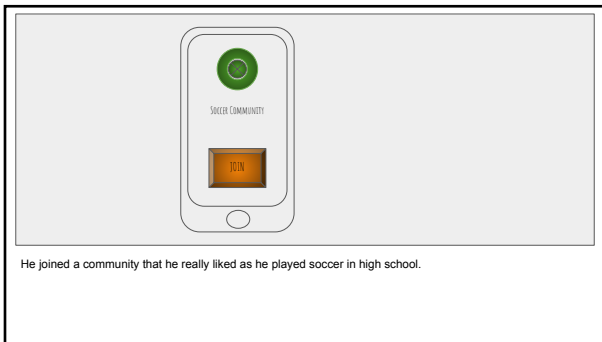 Soccer Community
JOIN
He joined a community that he really liked as he played soccer in high school.